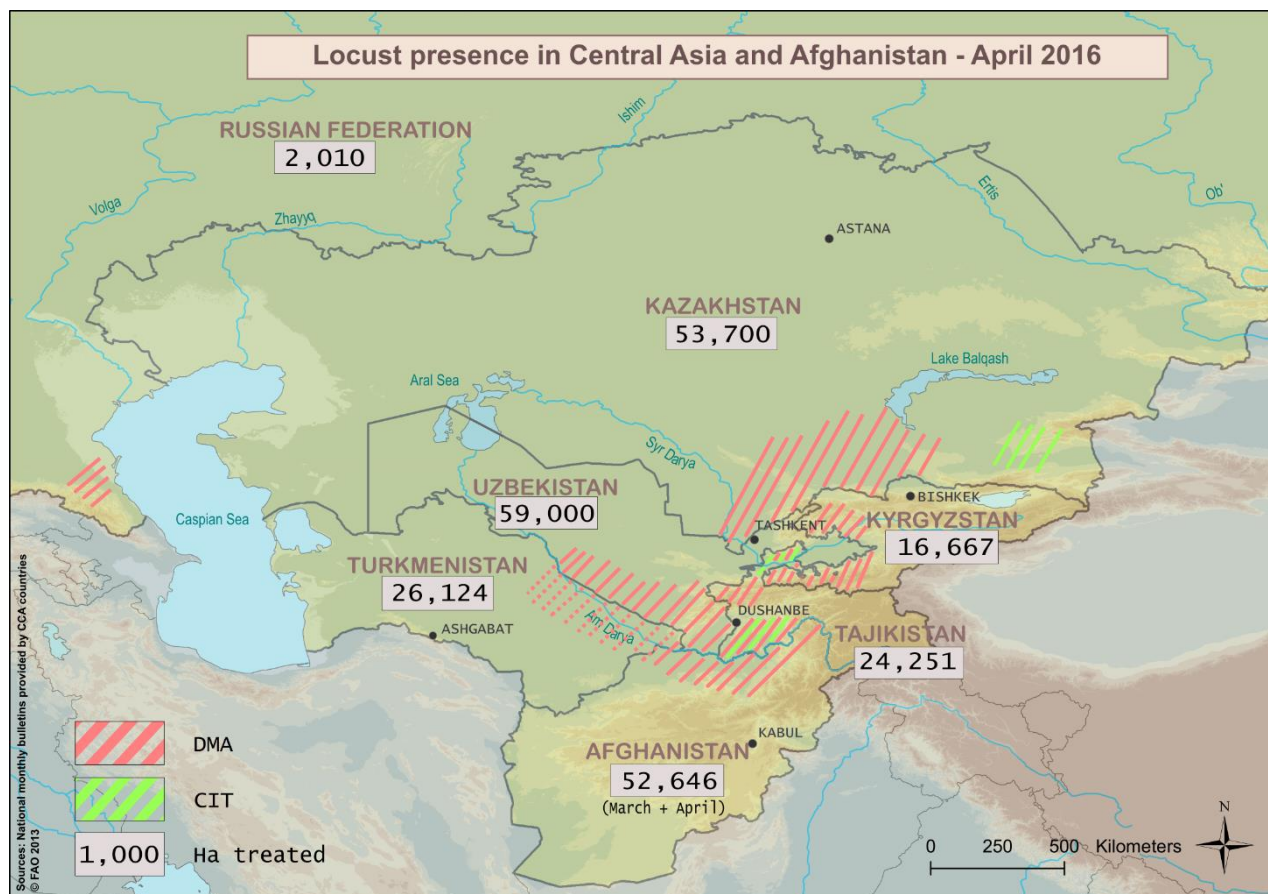 Locust presence in Central Asia and Afghanistan - April 2016
RUSSIAN FEDERATION
2,010
Ishim
Volga
Zhayyq
Ertis
Ob'
ASTANA
KAZAKHSTAN
53,700
Lake Balqash
Aral Sea
Syr Darya
UZBEKISTAN
59,000
BISHKEK
KYRGYZSTAN
16,667
TASHKENT
Caspian Sea
TURKMENISTAN
26,124
ASHGABAT
Am Darya
DUSHANBE
TAJIKISTAN
24,251
KABUL
AFGHANISTAN
52,646
(March + April)
DMA
CIT
1,000 Ha treated
N
0 250 500 Kilometers
Sources: National monthly bulletins provided by CCA countries
© FAO 2013